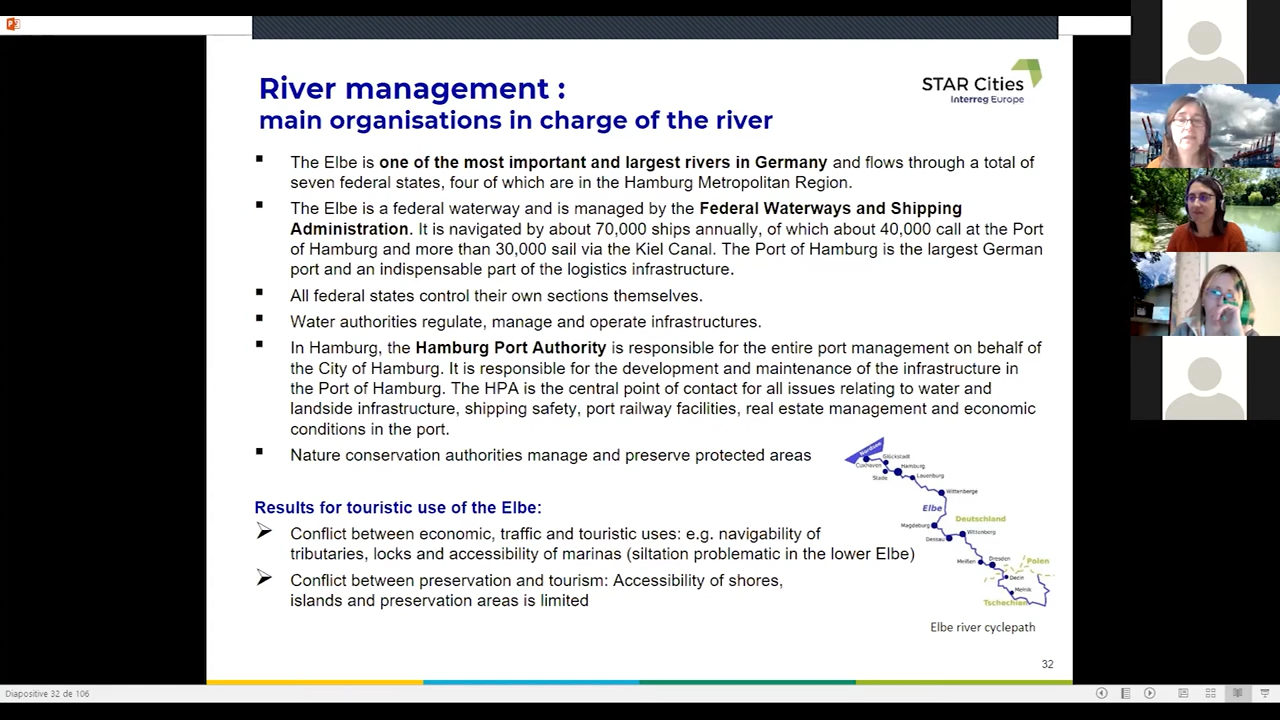 River management :
main organisations in charge of the river
STAR Cities
Interreg Europe
▪ The Elbe is one of the most important and largest rivers in Germany and flows through a total of
seven federal states, four of which are in the Hamburg Metropolitan Region.
▪ The Elbe is a federal waterway and is managed by the Federal Waterways and Shipping
Administration. It is navigated by about 70,000 ships annually, of which about 40,000 call at the Port
of Hamburg and more than 30,000 sail via the Kiel Canal. The Port of Hamburg is the largest German
port and an indispensable part of the logistics infrastructure.
▪ All federal states control their own sections themselves.
▪ Water authorities regulate, manage and operate infrastructures.
▪ In Hamburg, the Hamburg Port Authority is responsible for the entire port management on behalf of
the City of Hamburg. It is responsible for the development and maintenance of the infrastructure in
the Port of Hamburg. The HPA is the central point of contact for all issues relating to water and
landside infrastructure, shipping safety, port railway facilities, real estate management and economic
conditions in the port.
▪ Nature conservation authorities manage and preserve protected areas
Results for touristic use of the Elbe:
➢ Conflict between economic, traffic and touristic uses: e.g. navigability of
tributaries, locks and accessibility of marinas (siltation problematic in the lower Elbe)
➢ Conflict between preservation and tourism: Accessibility of shores,
islands and preservation areas is limited
Nordsee
Glückstadt
Cuxhaven
Hamburg
Stade
Lauenburg
Wittenberge
Elbe
Deutschland
Magdeburg
Wittenberg
Dessau
Dresden
Meißen
Polen
Decin
Melnik
Tschechien
Elbe river cyclepath
32
Diapositive 32 de 106